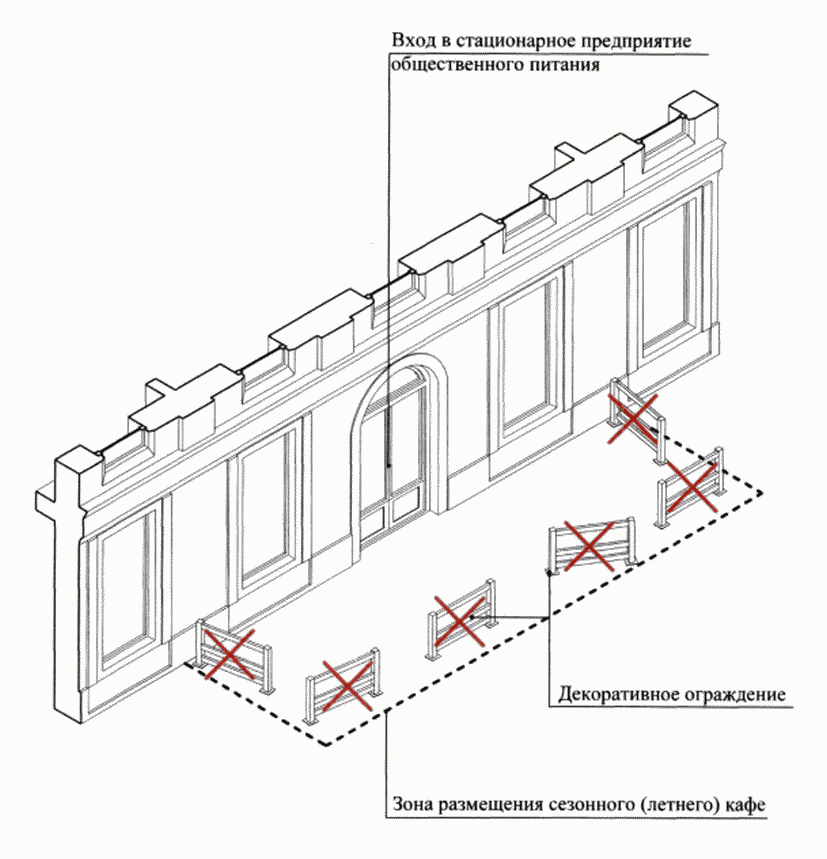 Вход в стационарное предприятие
общественного питания
Декоративное ограждение
Зона размещения сезонного (летнего) кафе